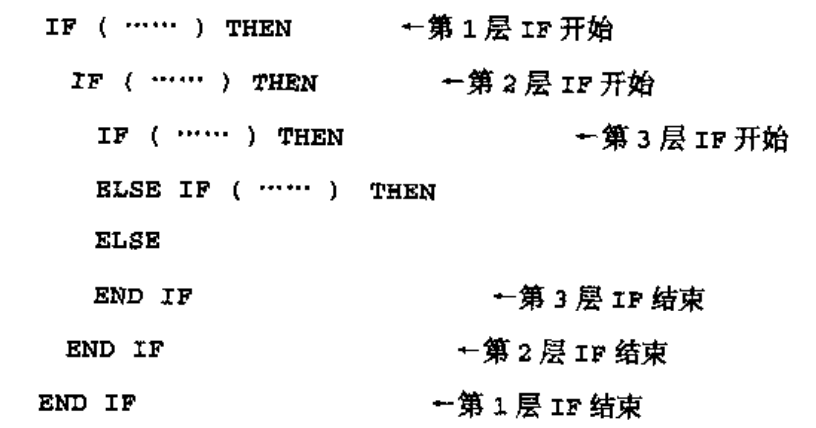 IF ( …… ) THEN ←第 1 层 IF 开始
IF ( …… ) THEN ←第 2 层 IF 开始
IF ( …… ) THEN ←第 3 层 IF 开始
ELSE IF ( …… ) THEN
ELSE
END IF ←第 3 层 IF 结束
END IF ←第 2 层 IF 结束
END IF ←第 1 层 IF 结束